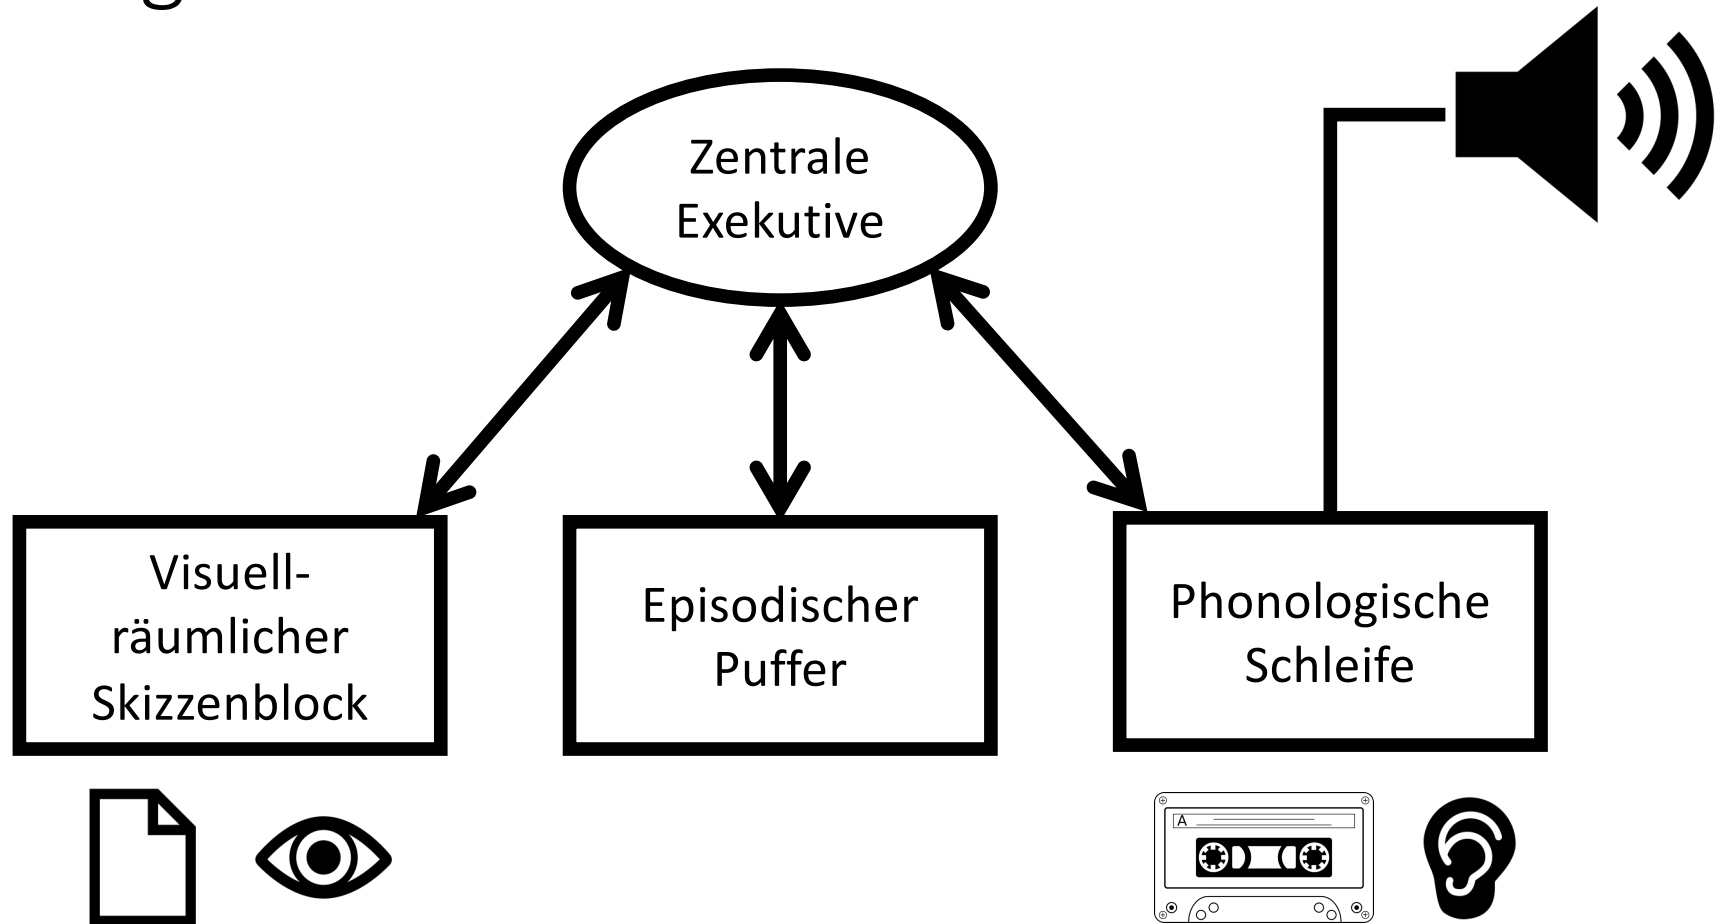 Zentrale
Exekutive
Visuell-
räumlicher
Skizzenblock
Episodischer
Puffer
Phonologische
Schleife
A